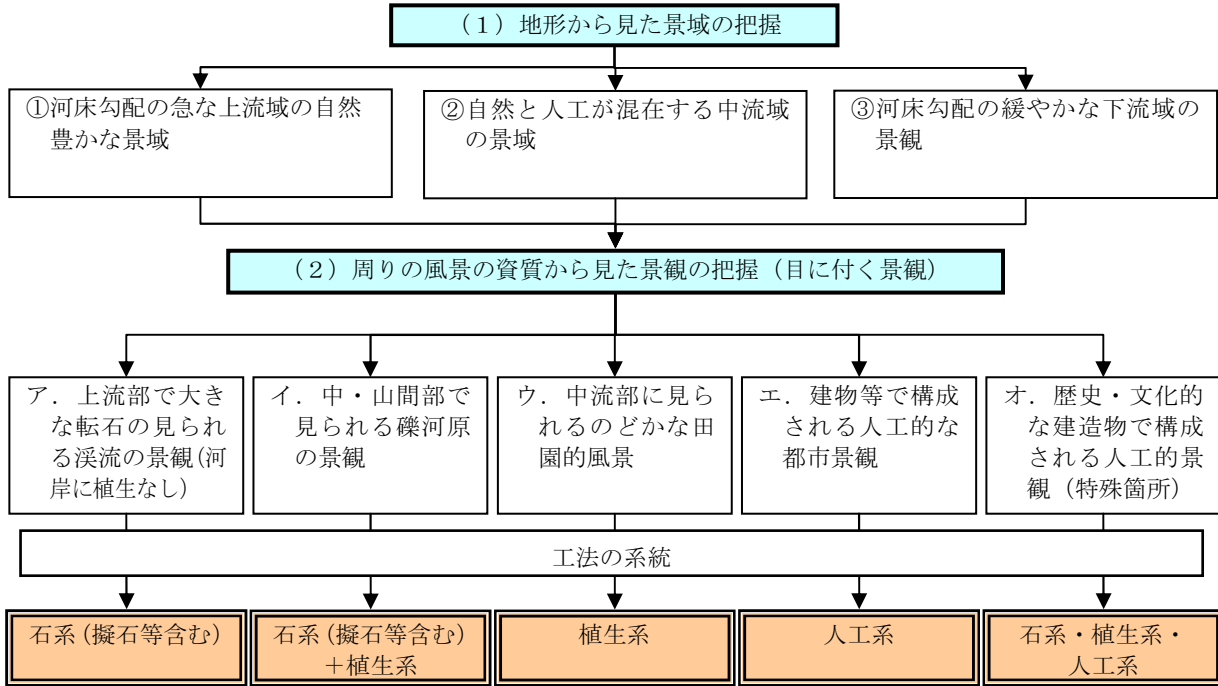 (1)地形から見た景域の把握
①河床勾配の急な上流域の自然
豊かな景域
②自然と人工が混在する中流域
の景域
③河床勾配の緩やかな下流域の
景観
(2)周りの風景の資質から見た景観の把握(目に付く景観)
ア．上流部で大き
な転石の見られ
る渓流の景観(河
岸に植生なし)
イ．中・山間部で
見られる礫河原
の景観
ウ．中流部に見ら
れるのどかな田
園的風景
エ．建物等で構成
される人工的な
都市景観
オ．歴史・文化的
な建造物で構成
される人工的景
観（特殊箇所）
工法の系統
石系(擬石等含む)
石系(擬石等含む)
＋植生系
植生系
人工系
石系・植生系・
人工系